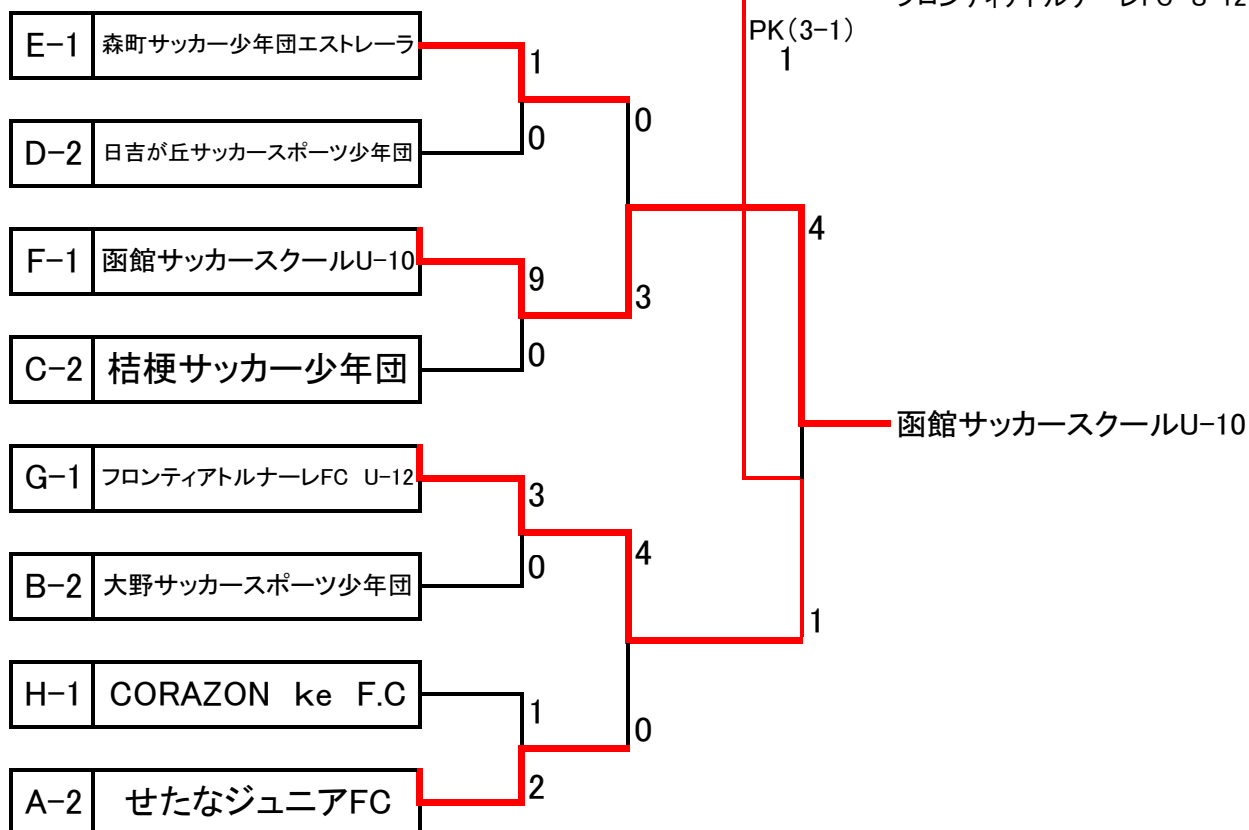 PK(3-1)
1
E-1 森町サッカー少年団エストレーラ
1
0
D-2 日吉が丘サッカースポーツ少年団
0
F-1 函館サッカースクールU-10
9
3
4
C-2 桔梗サッカー少年団
0
函館サッカースクールU-10
G-1 フロンティアトルナーレFC U-12
3
4
B-2 大野サッカースポーツ少年団
0
1
H-1 CORAZON ke F.C
1
0
A-2 せたなジュニアFC
2